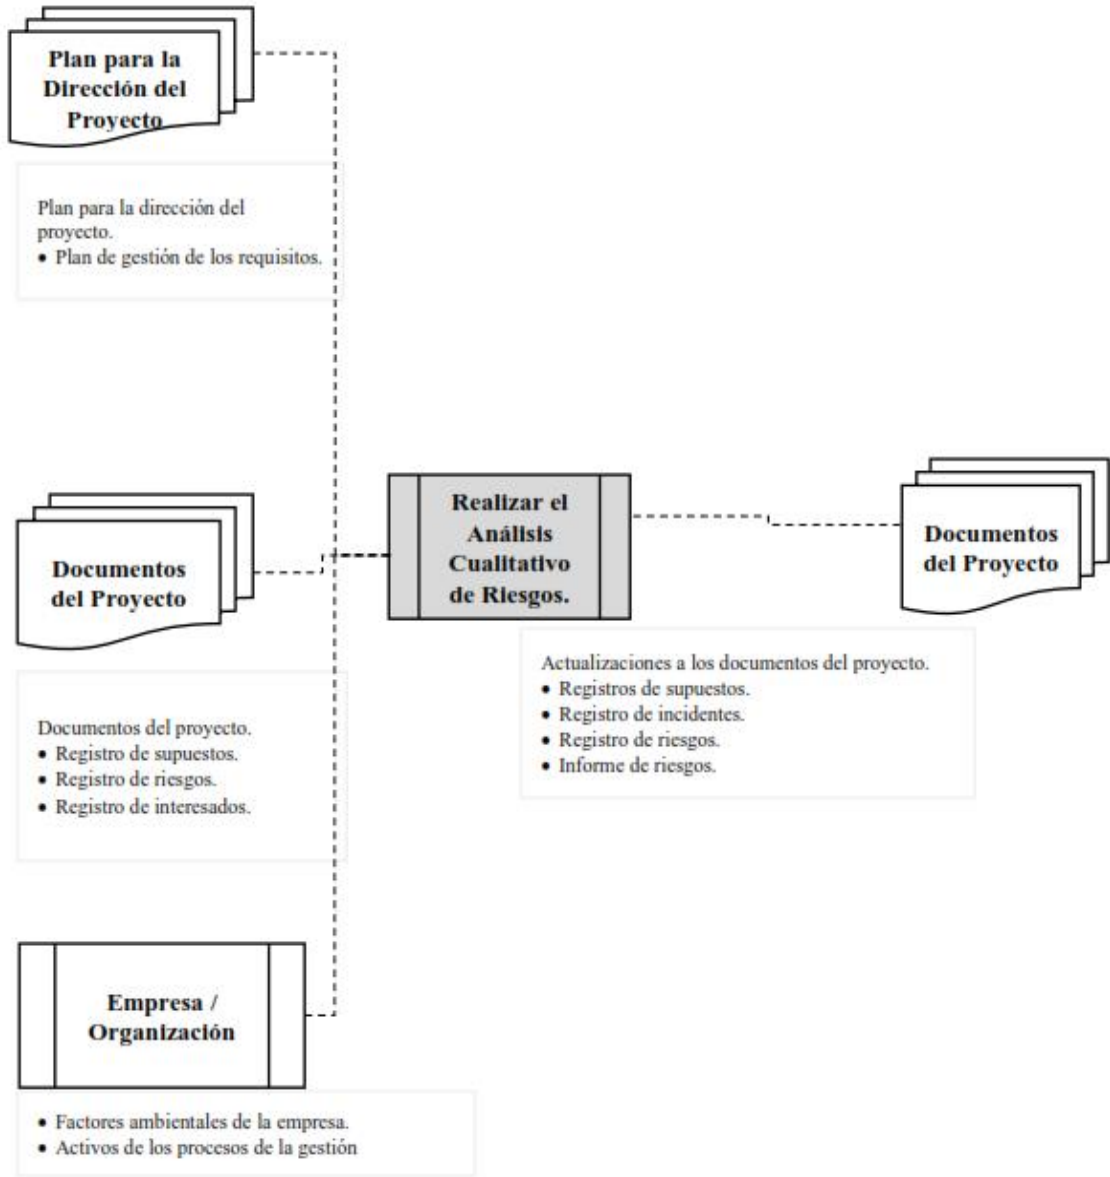 Plan para la
Dirección del
Proyecto
Plan para la dirección del
proyecto.
• Plan de gestión de los requisitos.
Documentos
del Proyecto
Documentos del proyecto.
• Registro de supuestos.
• Registro de riesgos.
• Registro de interesados.
Empresa /
Organización
• Factores ambientales de la empresa.
• Activos de los procesos de la gestión
Realizar el
Análisis
Cualitativo
de Riesgos.
Documentos
del Proyecto
Actualizaciones a los documentos del proyecto.
• Registros de supuestos.
• Registro de incidentes.
• Registro de riesgos.
• Informe de riesgos.